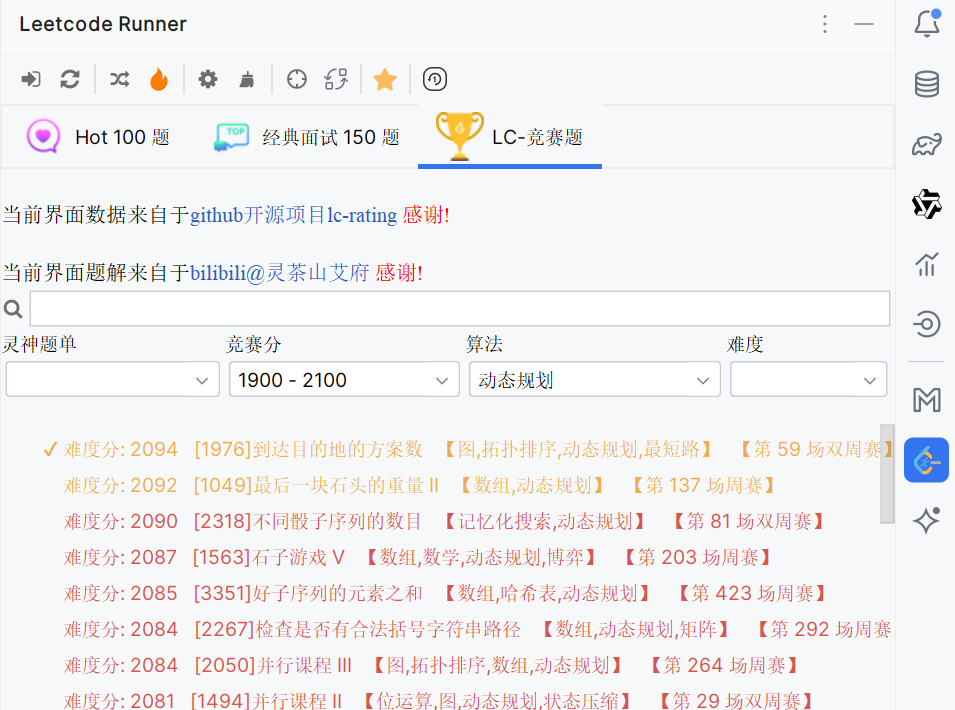 Leetcode Runner
Hot 100 题
TOP
经典面试 150 题
LC-竞赛题
当前界面数据来自于github开源项目lc-rating 感谢!
当前界面题解来自于bilibili@灵茶山艾府 感谢!
灵神题单 竞赛分 算法 难度
1900 - 2100 动态规划
✓ 难度分: 2094 [1976]到达目的地的方案数 【图,拓扑排序,动态规划,最短路】 【第 59 场双周赛】
难度分: 2092 [1049]最后一块石头的重量 II 【数组,动态规划】 【第 137 场周赛】
难度分: 2090 [2318]不同骰子序列的数目 【记忆化搜索,动态规划】 【第 81 场双周赛】
难度分: 2087 [1563]石子游戏 V 【数组,数学,动态规划,博弈】 【第 203 场周赛】
难度分: 2085 [3351]好子序列的元素之和 【数组,哈希表,动态规划】 【第 423 场周赛】
难度分: 2084 [2267]检查是否有合法括号字符串路径 【数组,动态规划,矩阵】 【第 292 场周赛
难度分: 2084 [2050]并行课程 III 【图,拓扑排序,数组,动态规划】 【第 264 场周赛】
难度分: 2081 [1494]并行课程 II 【位运算,图,动态规划,状态压缩】 【第 29 场双周赛】